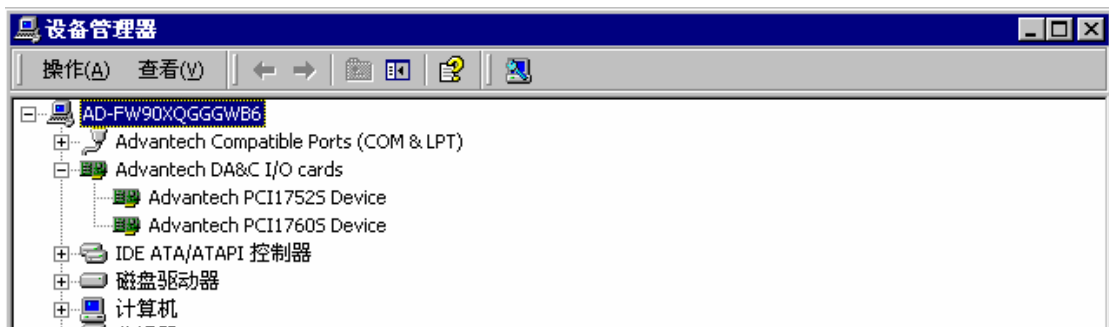 设备管理器
操作(A) 查看(V)
AD-FW90XQGGGWB6
Advantech Compatible Ports (COM & LPT)
Advantech DA&C I/O cards
Advantech PCI1752S Device
Advantech PCI1760S Device
IDE ATA/ATAPI 控制器
磁盘驱动器
计算机